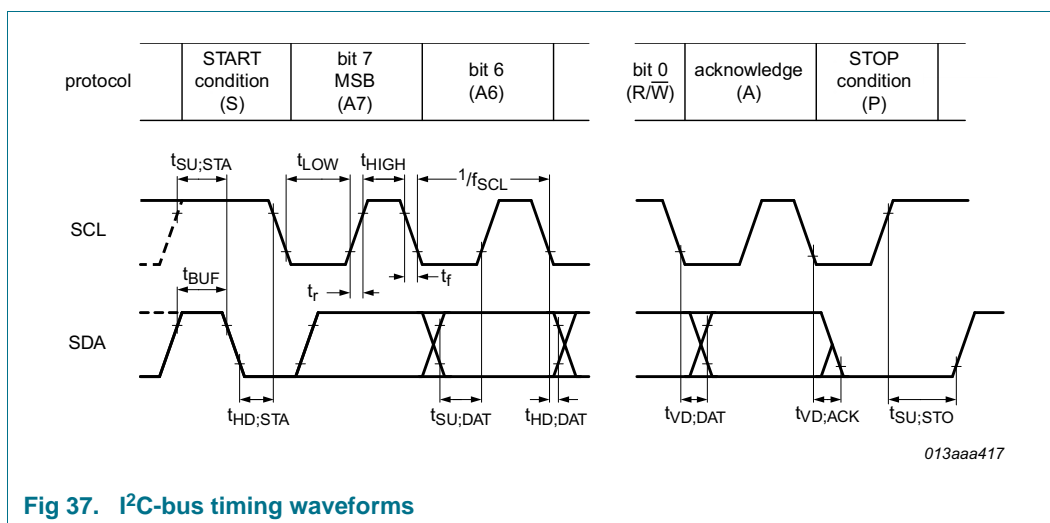 protocol
START
condition
(S)
bit 7
MSB
(A7)
bit 6
(A6)
bit 0
(R/W̅)
acknowledge
(A)
STOP
condition
(P)
tSU;STA
tLOW
tHIGH
1/fSCL
SCL
tBUF
tr
tf
SDA
tHD;STA
tSU;DAT
tHD;DAT
tVD;DAT
tVD;ACK
tSU;STO
013aaa417
Fig 37. I²C-bus timing waveforms